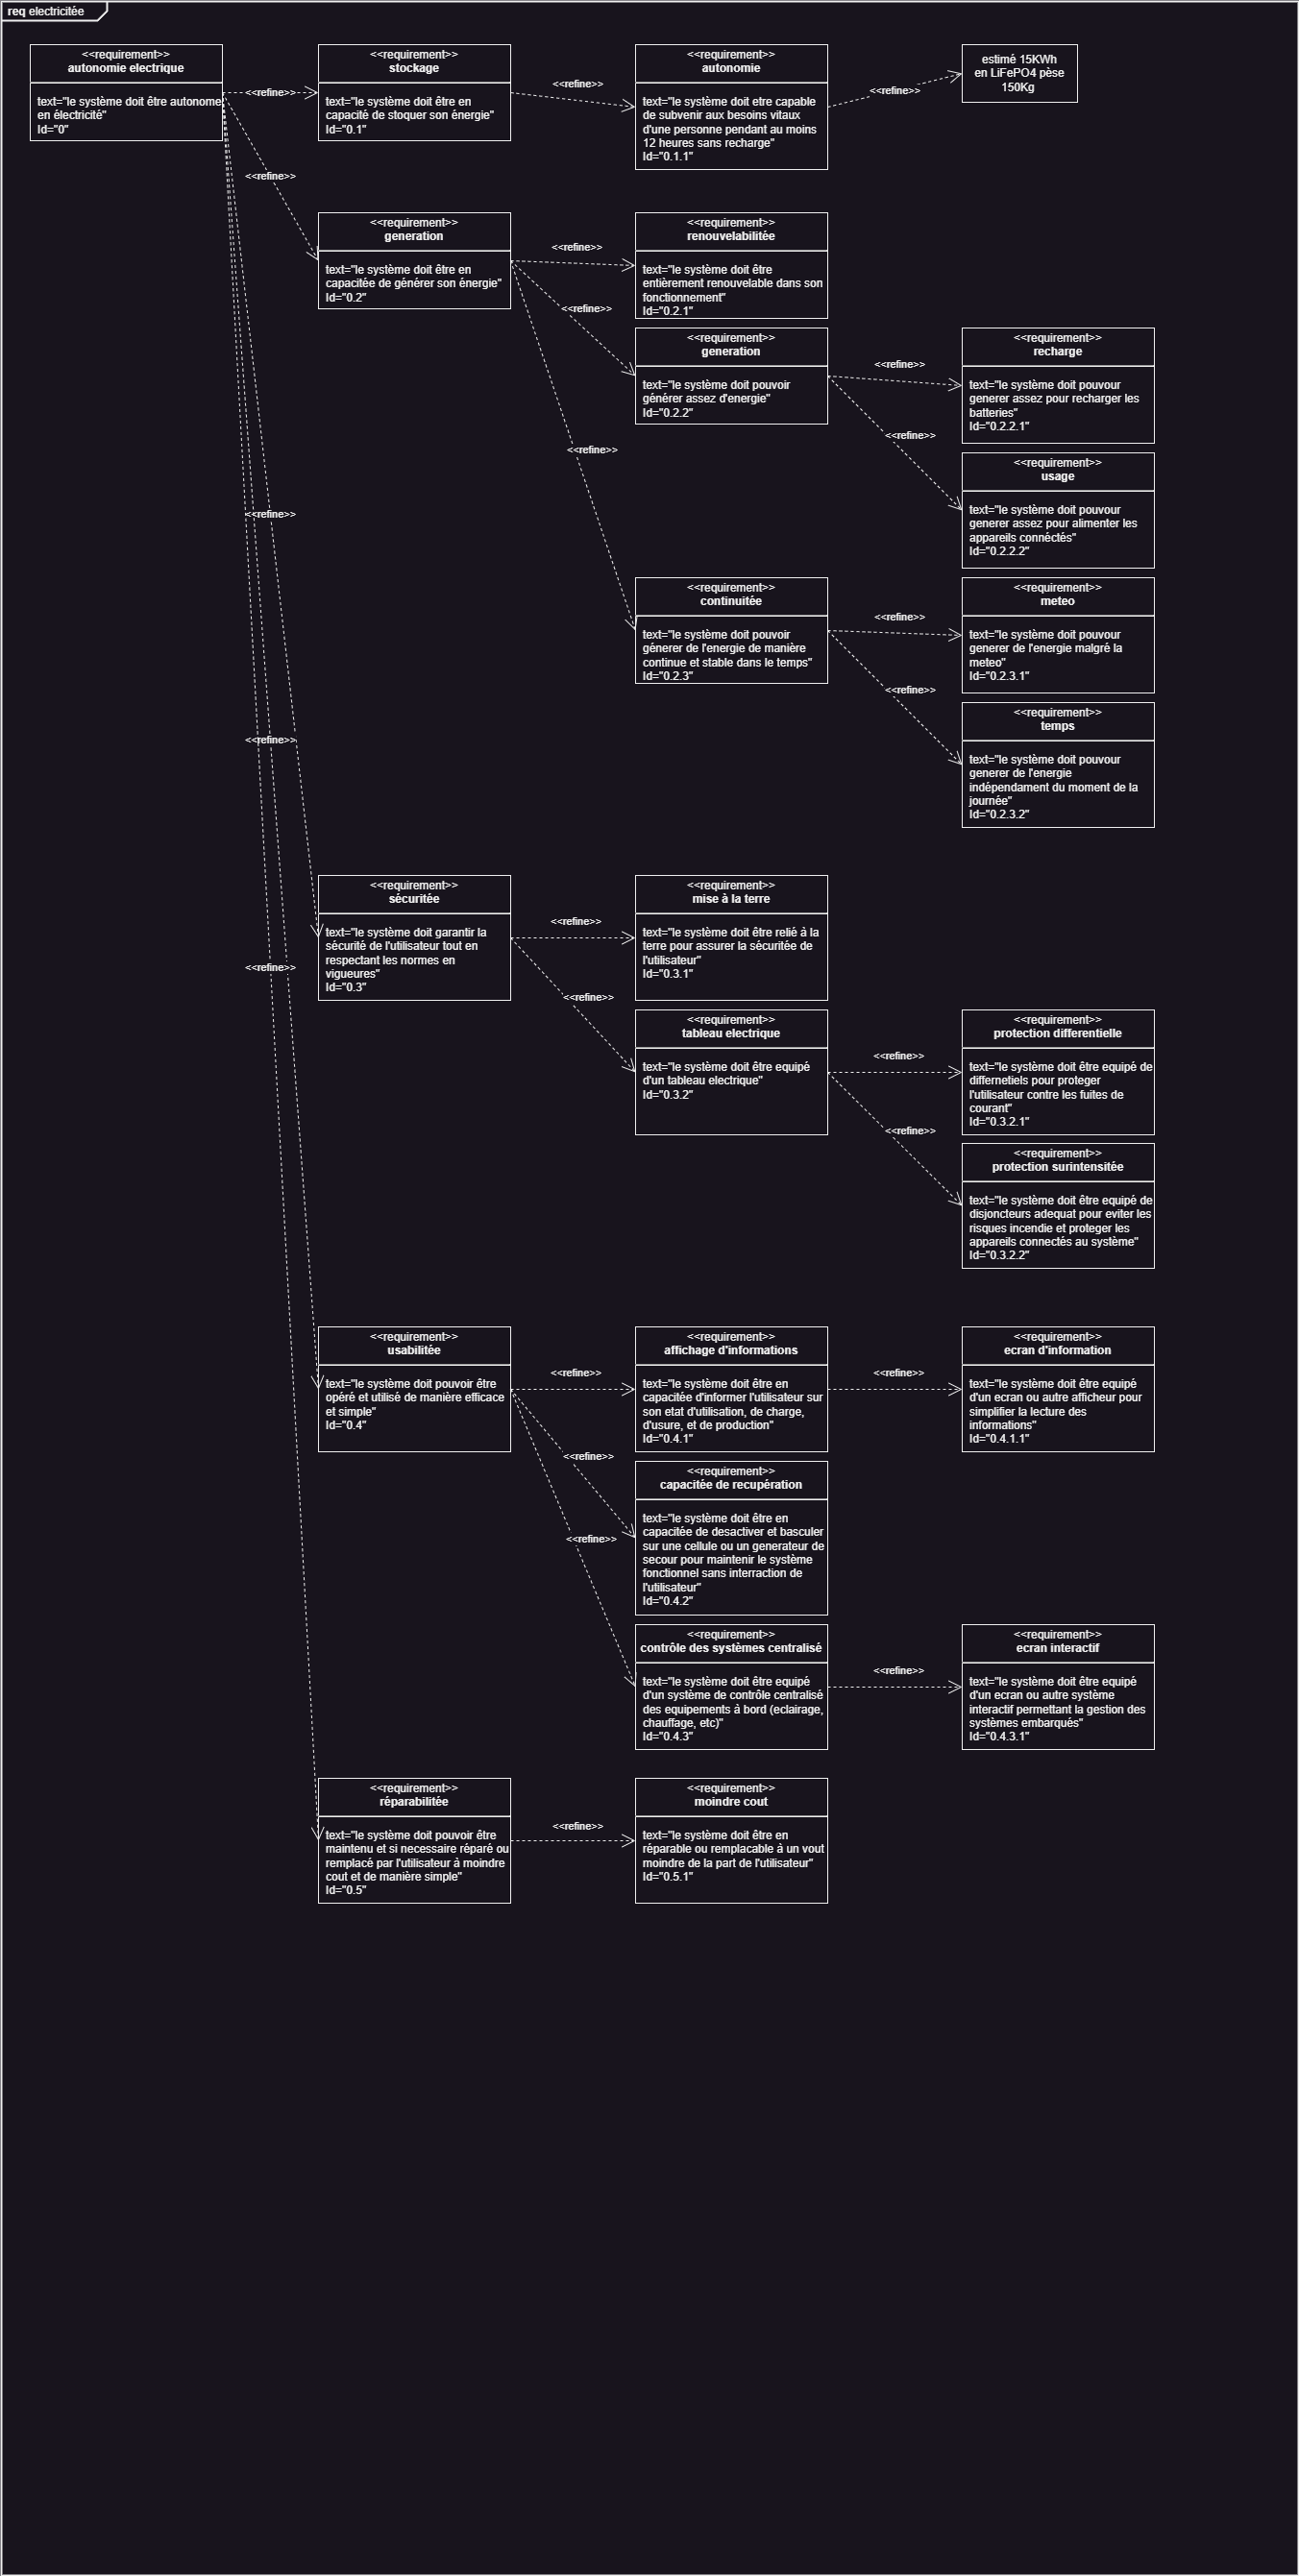 req electricitée
<<requirement>>
autonomie electrique
text="le système doit être autonome
en électricité"
Id="0"
<<refine>>
<<requirement>>
stockage
text="le système doit être en
capacité de stoquer son énergie"
Id="0.1"
<<refine>>
<<requirement>>
autonomie
text="le système doit etre capable
de subvenir aux besoins vitaux
d'une personne pendant au moins
12 heures sans recharge"
Id="0.1.1"
<<refine>>
estimé 15KWh
en LiFePO4 pèse
150Kg
<<refine>>
<<requirement>>
generation
text="le système doit être en
capacitée de générer son énergie"
Id="0.2"
<<refine>>
<<requirement>>
renouvelabilitée
text="le système doit être
entièrement renouvelable dans son
fonctionnement"
Id="0.2.1"
<<refine>>
<<requirement>>
generation
text="le système doit pouvoir
générer assez d'energie"
Id="0.2.2"
<<refine>>
<<requirement>>
recharge
text="le système doit pouvour
generer assez pour recharger les
batteries"
Id="0.2.2.1"
<<refine>>
<<requirement>>
usage
text="le système doit pouvour
generer assez pour alimenter les
appareils connéctés"
Id="0.2.2.2"
<<refine>>
<<requirement>>
continuitée
text="le système doit pouvoir
génerer de l'energie de manière
continue et stable dans le temps"
Id="0.2.3"
<<refine>>
<<requirement>>
meteo
text="le système doit pouvour
generer de l'energie malgré la
meteo"
Id="0.2.3.1"
<<refine>>
<<requirement>>
temps
text="le système doit pouvour
generer de l'energie
indépendament du moment de la
journée"
Id="0.2.3.2"
<<refine>>
<<requirement>>
sécuritée
text="le système doit garantir la
sécurité de l'utilisateur tout en
respectant les normes en
vigueures"
Id="0.3"
<<refine>>
<<requirement>>
mise à la terre
text="le système doit être relié à la
terre pour assurer la sécuritée de
l'utilisateur"
Id="0.3.1"
<<refine>>
<<requirement>>
tableau electrique
text="le système doit être equipé
d'un tableau electrique"
Id="0.3.2"
<<refine>>
<<requirement>>
protection differentielle
text="le système doit être equipé de
differnetiels pour proteger
l'utilisateur contre les fuites de
courant"
Id="0.3.2.1"
<<refine>>
<<requirement>>
protection surintensitée
text="le système doit être equipé de
disjoncteurs adequat pour eviter les
risques incendie et proteger les
appareils connectés au système"
Id="0.3.2.2"
<<refine>>
<<requirement>>
usabilitée
text="le système doit pouvoir être
opéré et utilisé de manière efficace
et simple"
Id="0.4"
<<refine>>
<<requirement>>
affichage d'informations
text="le système doit être en
capacitée d'informer l'utilisateur sur
son etat d'utilisation, de charge,
d'usure, et de production"
Id="0.4.1"
<<refine>>
<<requirement>>
ecran d'information
text="le système doit être equipé
d'un ecran ou autre afficheur pour
simplifier la lecture des
informations"
Id="0.4.1.1"
<<refine>>
<<requirement>>
capacitée de recupération
text="le système doit être en
capacitée de desactiver et basculer
sur une cellule ou un generateur de
secour pour maintenir le système
fonctionnel sans interraction de
l'utilisateur"
Id="0.4.2"
<<refine>>
<<requirement>>
contrôle des systèmes centralisé
text="le système doit être equipé
d'un système de contrôle centralisé
des equipements à bord (eclairage,
chauffage, etc)"
Id="0.4.3"
<<refine>>
<<requirement>>
ecran interactif
text="le système doit être equipé
d'un ecran ou autre système
interactif permettant la gestion des
systèmes embarqués"
Id="0.4.3.1"
<<refine>>
<<requirement>>
réparabilitée
text="le système doit pouvoir être
maintenu et si necessaire réparé ou
remplacé par l'utilisateur à moindre
cout et de manière simple"
Id="0.5"
<<refine>>
<<requirement>>
moindre cout
text="le système doit être en
réparable ou remplacable à un vout
moindre de la part de l'utilisateur"
Id="0.5.1"